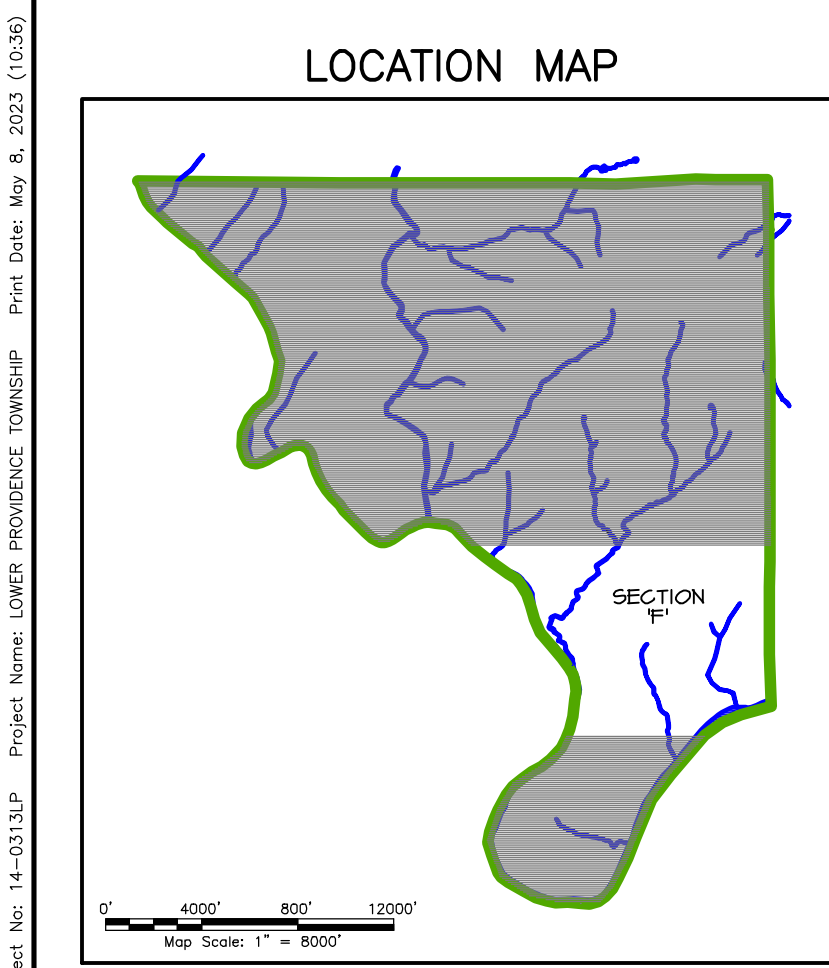 LOCATION MAP
SECTION
'F'
0' 4000' 800' 12000'
Map Scale: 1" = 8000'
ect No: 14-0313LP Project Name: LOWER PROVIDENCE TOWNSHIP Print Date: May 8, 2023 (10:36)